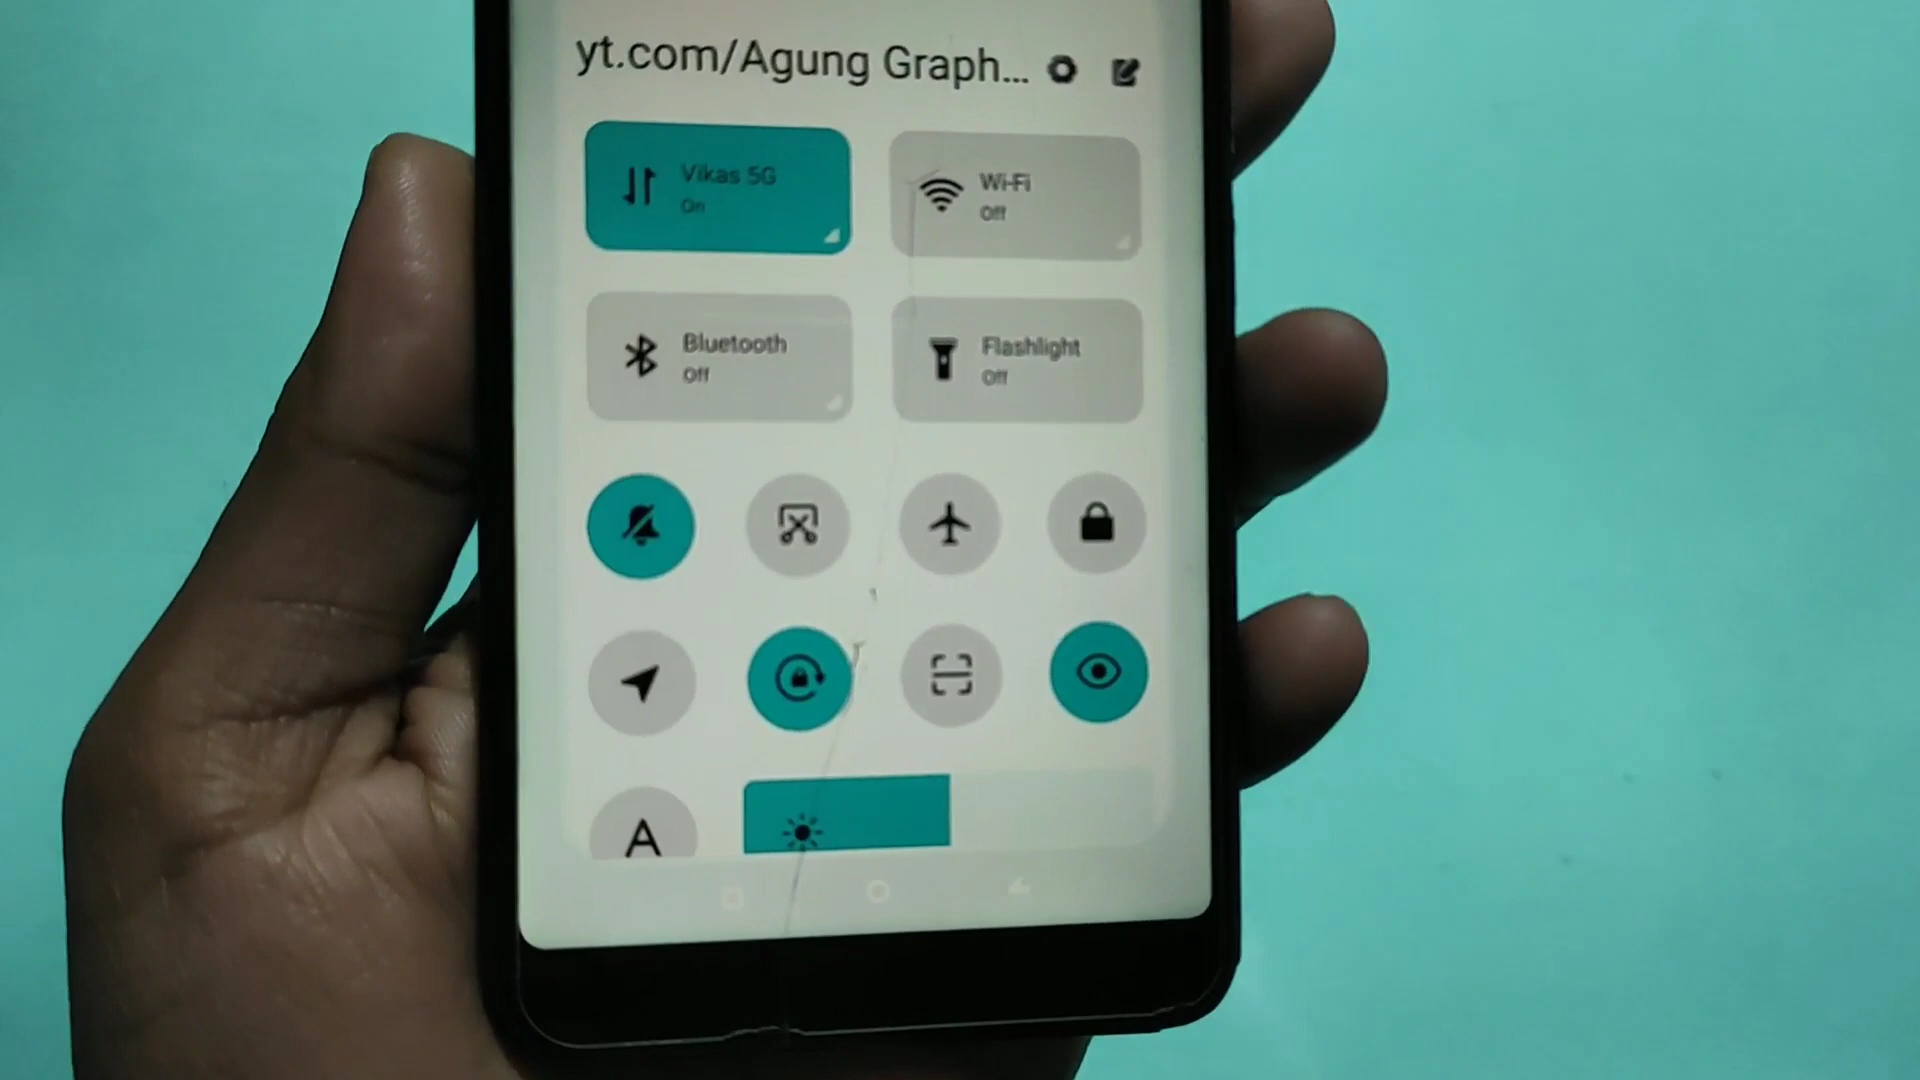 yt.com/Agung Graph...
Vikas 5G
On
Wi-Fi
Off
Bluetooth
Off
Flashlight
Off
A